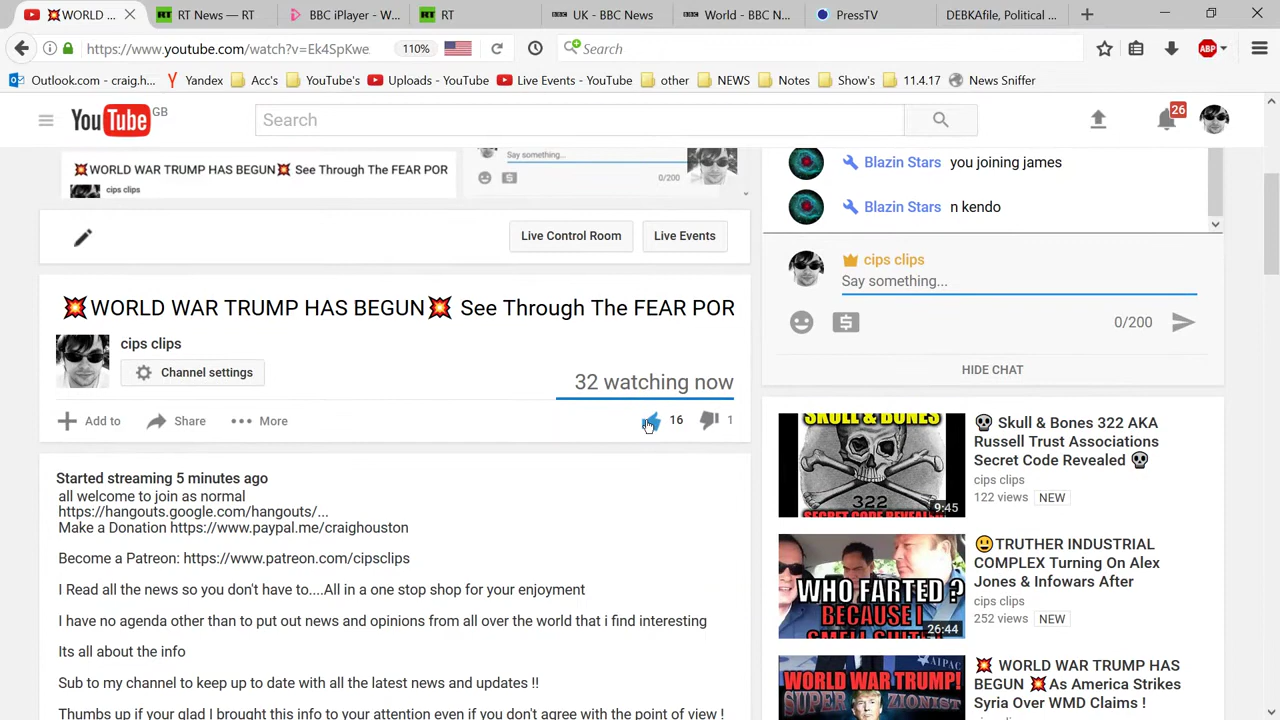 WORLD ...
RT News — RT
BBC iPlayer - W...
RT
UK - BBC News
World - BBC N...
PressTV
DEBKAfile, Political ...
https://www.youtube.com/watch?v=Ek4SpKwe
110%
Search
ABP
Outlook.com - craig.h...
Yandex
Acc's
YouTube's
Uploads - YouTube
Live Events - YouTube
other
NEWS
Notes
Show's
11.4.17
News Sniffer
YouTube GB
Search
26
💥WORLD WAR TRUMP HAS BEGUN💥 See Through The FEAR POR
cips clips
Say something...
0/200
Blazin Stars you joining james
Blazin Stars n kendo
Live Control Room
Live Events
cips clips
Say something...
0/200
HIDE CHAT
💥WORLD WAR TRUMP HAS BEGUN💥 See Through The FEAR POR
cips clips
Channel settings
32 watching now
Add to
Share
More
16
1
Started streaming 5 minutes ago
all welcome to join as normal
https://hangouts.google.com/hangouts/...
Make a Donation https://www.paypal.me/craighouston
Become a Patreon: https://www.patreon.com/cipsclips
I Read all the news so you don't have to....All in a one stop shop for your enjoyment
I have no agenda other than to put out news and opinions from all over the world that i find interesting
Its all about the info
Sub to my channel to keep up to date with all the latest news and updates !!
Thumbs up if your glad i brought this info to your attention even if you don't agree with the point of view !
SKULL & BONES
322
SECRET CODE REVEALED
9:45
💀 Skull & Bones 322 AKA
Russell Trust Associations
Secret Code Revealed 💀
cips clips
122 views NEW
WHO FARTED ?
BECAUSE I
26:44
😃TRUTHER INDUSTRIAL
COMPLEX Turning On Alex
Jones & Infowars After
cips clips
252 views NEW
AIPAC
WORLD WAR TRUMP!
SUPER ZIONIST
💥 WORLD WAR TRUMP HAS
BEGUN 💥As America Strikes
Syria Over WMD Claims !
cips clips